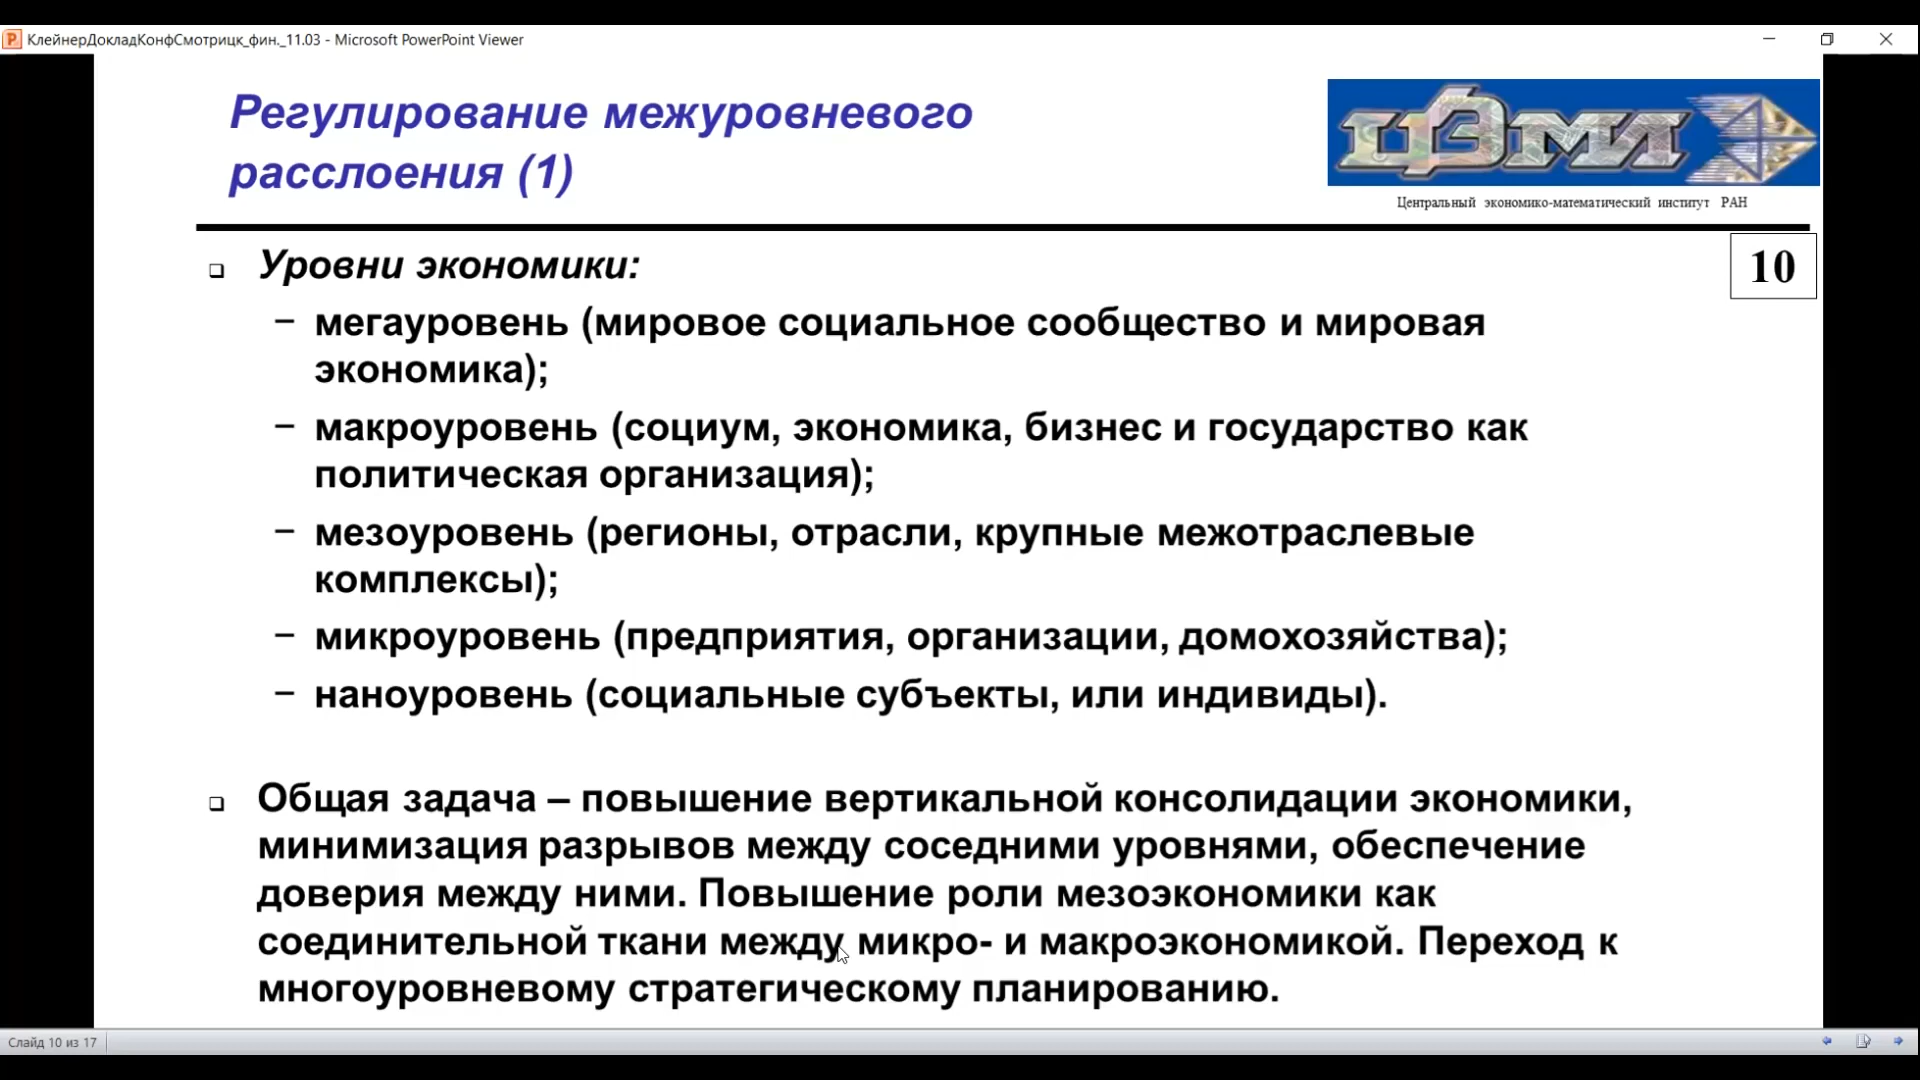 КлейнерДокладКонфСмотрицк_фин._11.03 - Microsoft PowerPoint Viewer
Регулирование межуровневого
расслоения (1)
ЦЭМИ
Центральный экономико-математический институт РАН
10
Уровни экономики:
– мегауровень (мировое социальное сообщество и мировая
экономика);
– макроуровень (социум, экономика, бизнес и государство как
политическая организация);
– мезоуровень (регионы, отрасли, крупные межотраслевые
комплексы);
– микроуровень (предприятия, организации, домохозяйства);
– наноуровень (социальные субъекты, или индивиды).
Общая задача – повышение вертикальной консолидации экономики,
минимизация разрывов между соседними уровнями, обеспечение
доверия между ними. Повышение роли мезоэкономики как
соединительной ткани между микро- и макроэкономикой. Переход к
многоуровневому стратегическому планированию.
Слайд 10 из 17